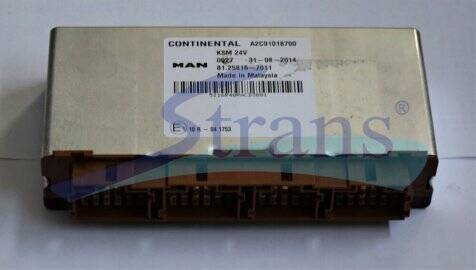 CONTINENTAL A2C91018700
KSM 24V
0027 31-08-2014
MAN 81.25816-7011
Made in Malaysia
E 10 R - 04 1753
Strans